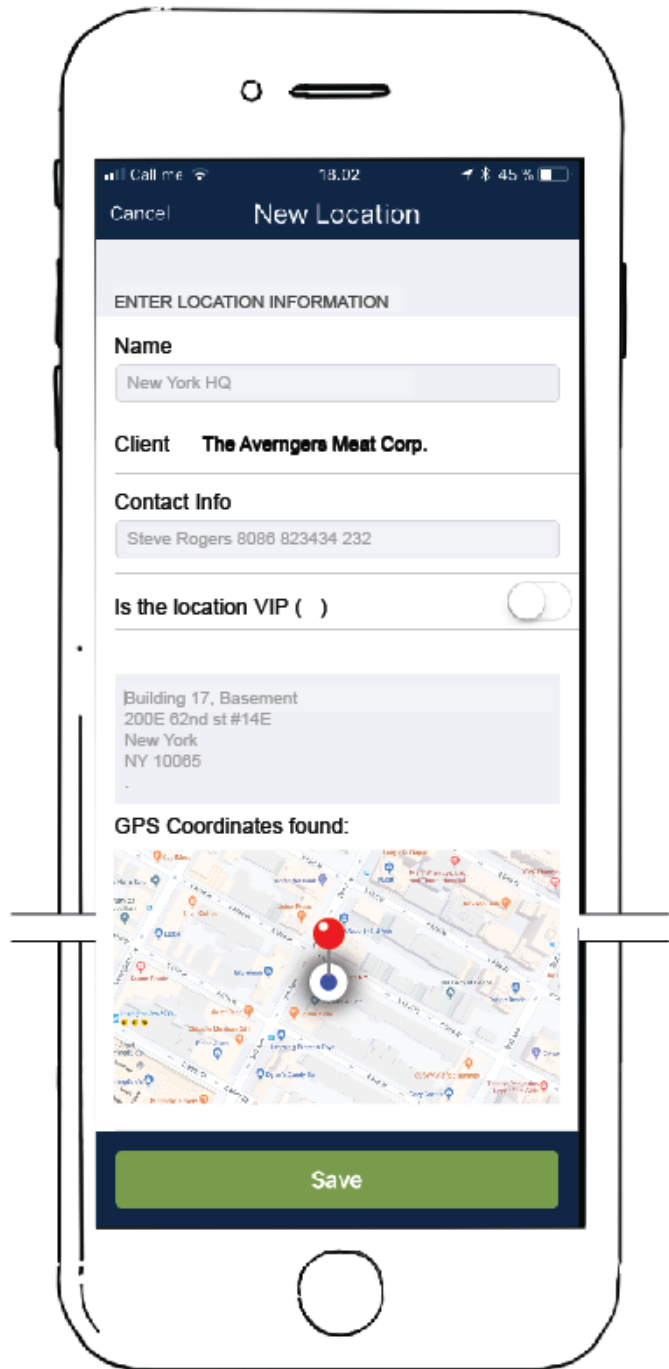 Call me 18.02 45 %
Cancel New Location
ENTER LOCATION INFORMATION
Name
New York HQ
Client The Averngers Meat Corp.
Contact Info
Steve Rogers 8086 823434 232
Is the location VIP ( )
Building 17, Basement
200E 62nd st #14E
New York
NY 10065
.
GPS Coordinates found:
Save